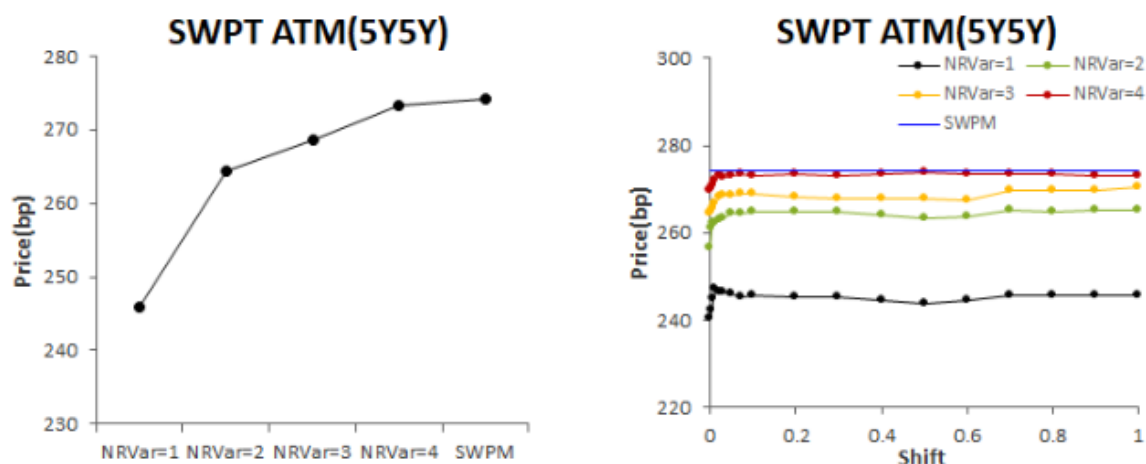 SWPT ATM(5Y5Y)
Price(bp)
280
270
260
250
240
230
NRVar=1 NRVar=2 NRVar=3 NRVar=4 SWPM
SWPT ATM(5Y5Y)
NRVar=1 NRVar=2
NRVar=3 NRVar=4
SWPM
Price(bp)
300
280
260
240
220
0 0.2 0.4 0.6 0.8 1
Shift